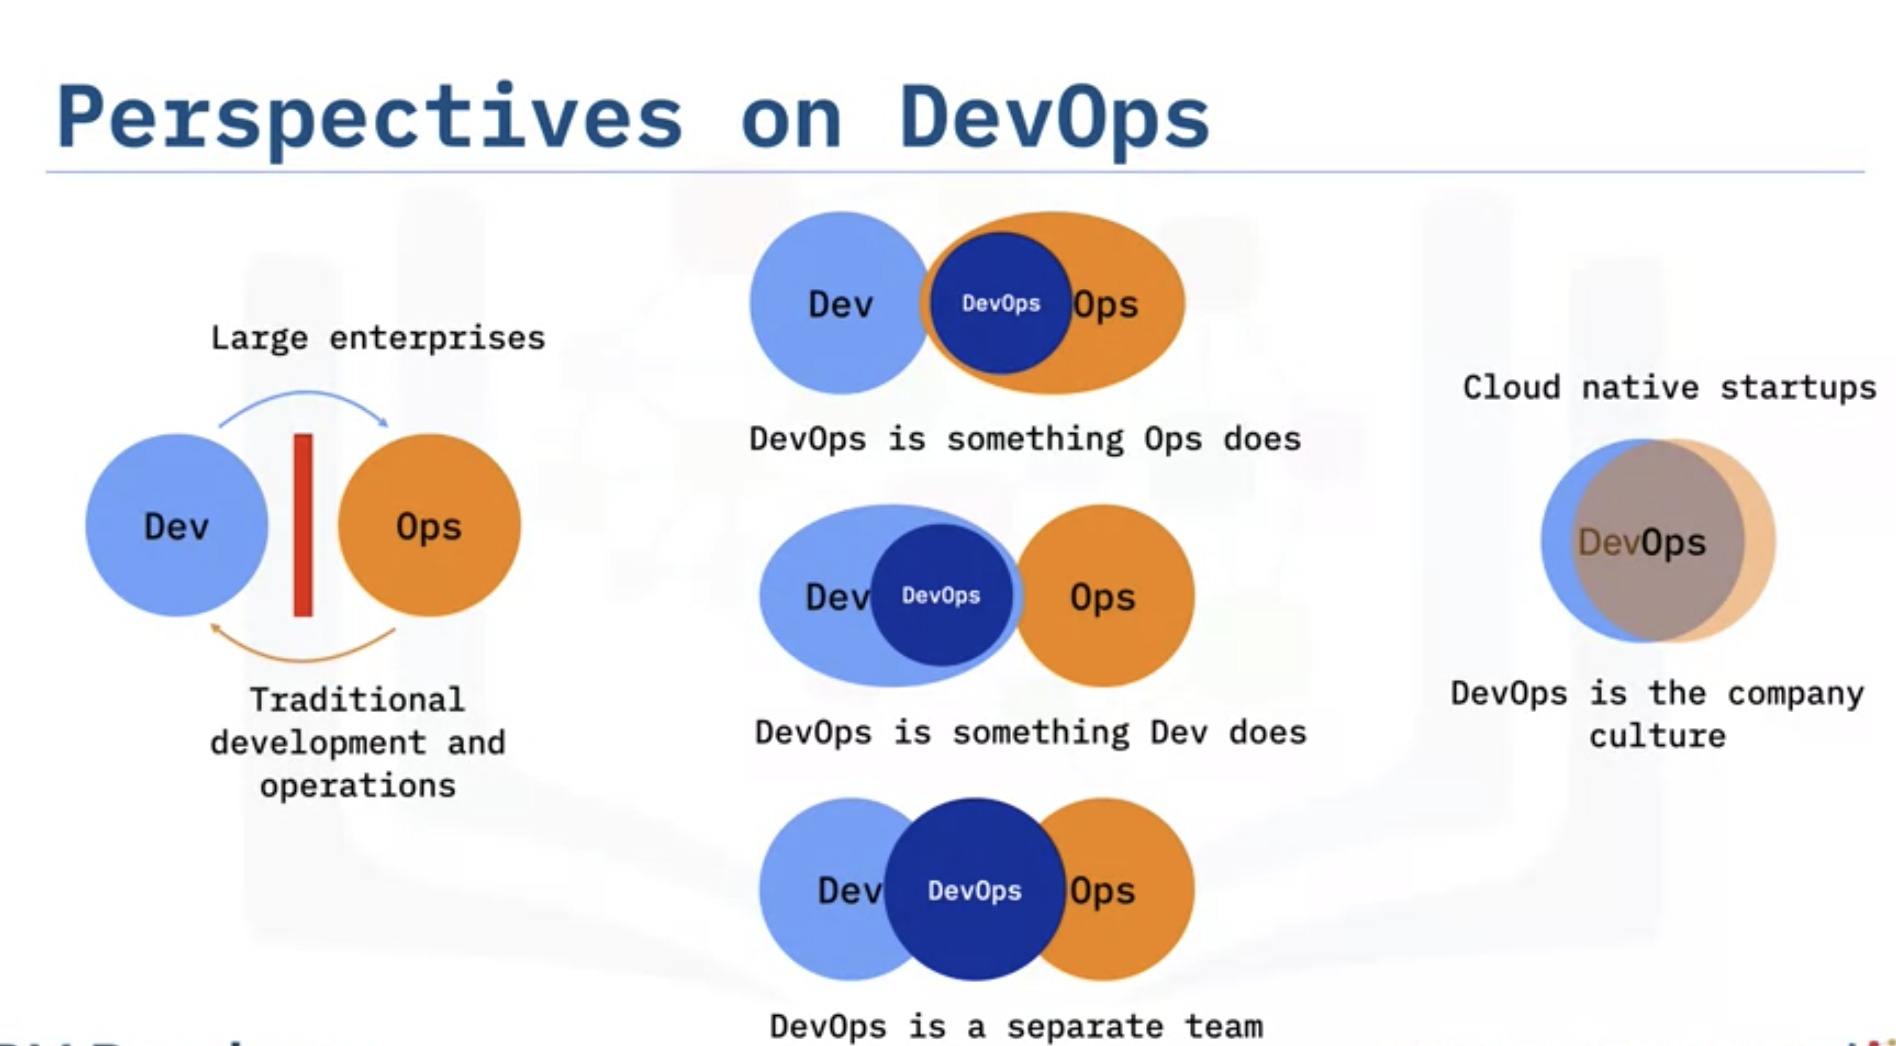 Perspectives on DevOps
Large enterprises
Dev
Ops
Traditional
development and
operations
Dev
DevOps
Ops
DevOps is something Ops does
Dev
DevOps
Ops
DevOps is something Dev does
Dev
DevOps
Ops
DevOps is a separate team
Cloud native startups
DevOps
DevOps is the company
culture